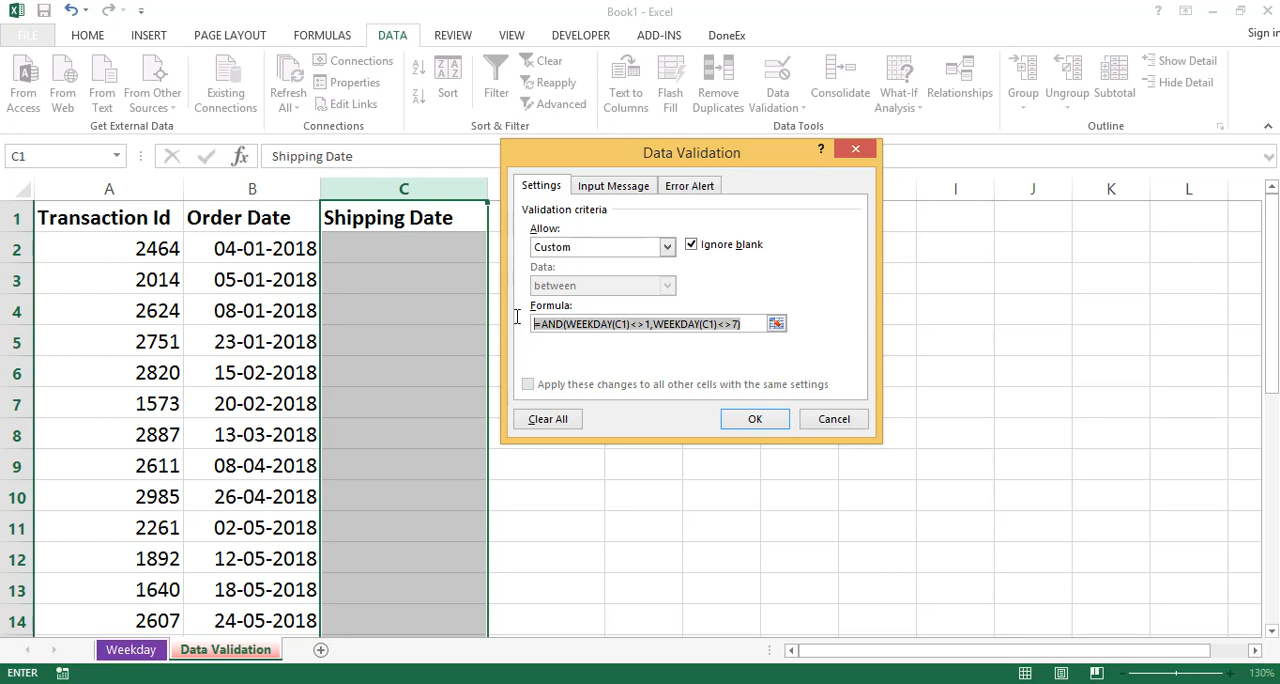 Book1 - Excel
?
Sign in
FILE HOME INSERT PAGE LAYOUT FORMULAS DATA REVIEW VIEW DEVELOPER ADD-INS DoneEx
From Access
From Web
From Text
From Other Sources
Existing Connections
Refresh All
Connections
Properties
Edit Links
Sort
Filter
Clear
Reapply
Advanced
Text to Columns
Flash Fill
Remove Duplicates
Data Validation
Consolidate
What-If Analysis
Relationships
Group
Ungroup
Subtotal
Show Detail
Hide Detail
Get External Data
Connections
Sort & Filter
Data Tools
Outline
C1
fx
Shipping Date
Data Validation
?
Settings Input Message Error Alert
Validation criteria
Allow:
Custom
Ignore blank
Data:
between
Formula:
=AND(WEEKDAY(C1)<>1,WEEKDAY(C1)<>7)
Apply these changes to all other cells with the same settings
Clear All OK Cancel
A B C I J K L
1 Transaction Id Order Date Shipping Date
2 2464 04-01-2018
3 2014 05-01-2018
4 2624 08-01-2018
5 2751 23-01-2018
6 2820 15-02-2018
7 1573 20-02-2018
8 2887 13-03-2018
9 2611 08-04-2018
10 2985 26-04-2018
11 2261 02-05-2018
12 1892 12-05-2018
13 1640 18-05-2018
14 2607 24-05-2018
Weekday Data Validation
ENTER
130%